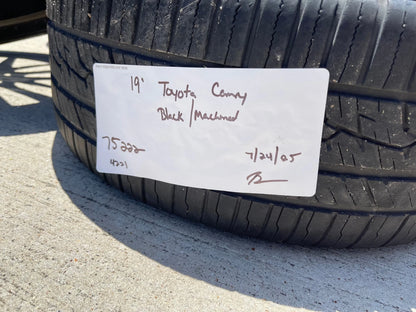 19" Toyota Camry
Black/Machined
75222
4221
7/24/25